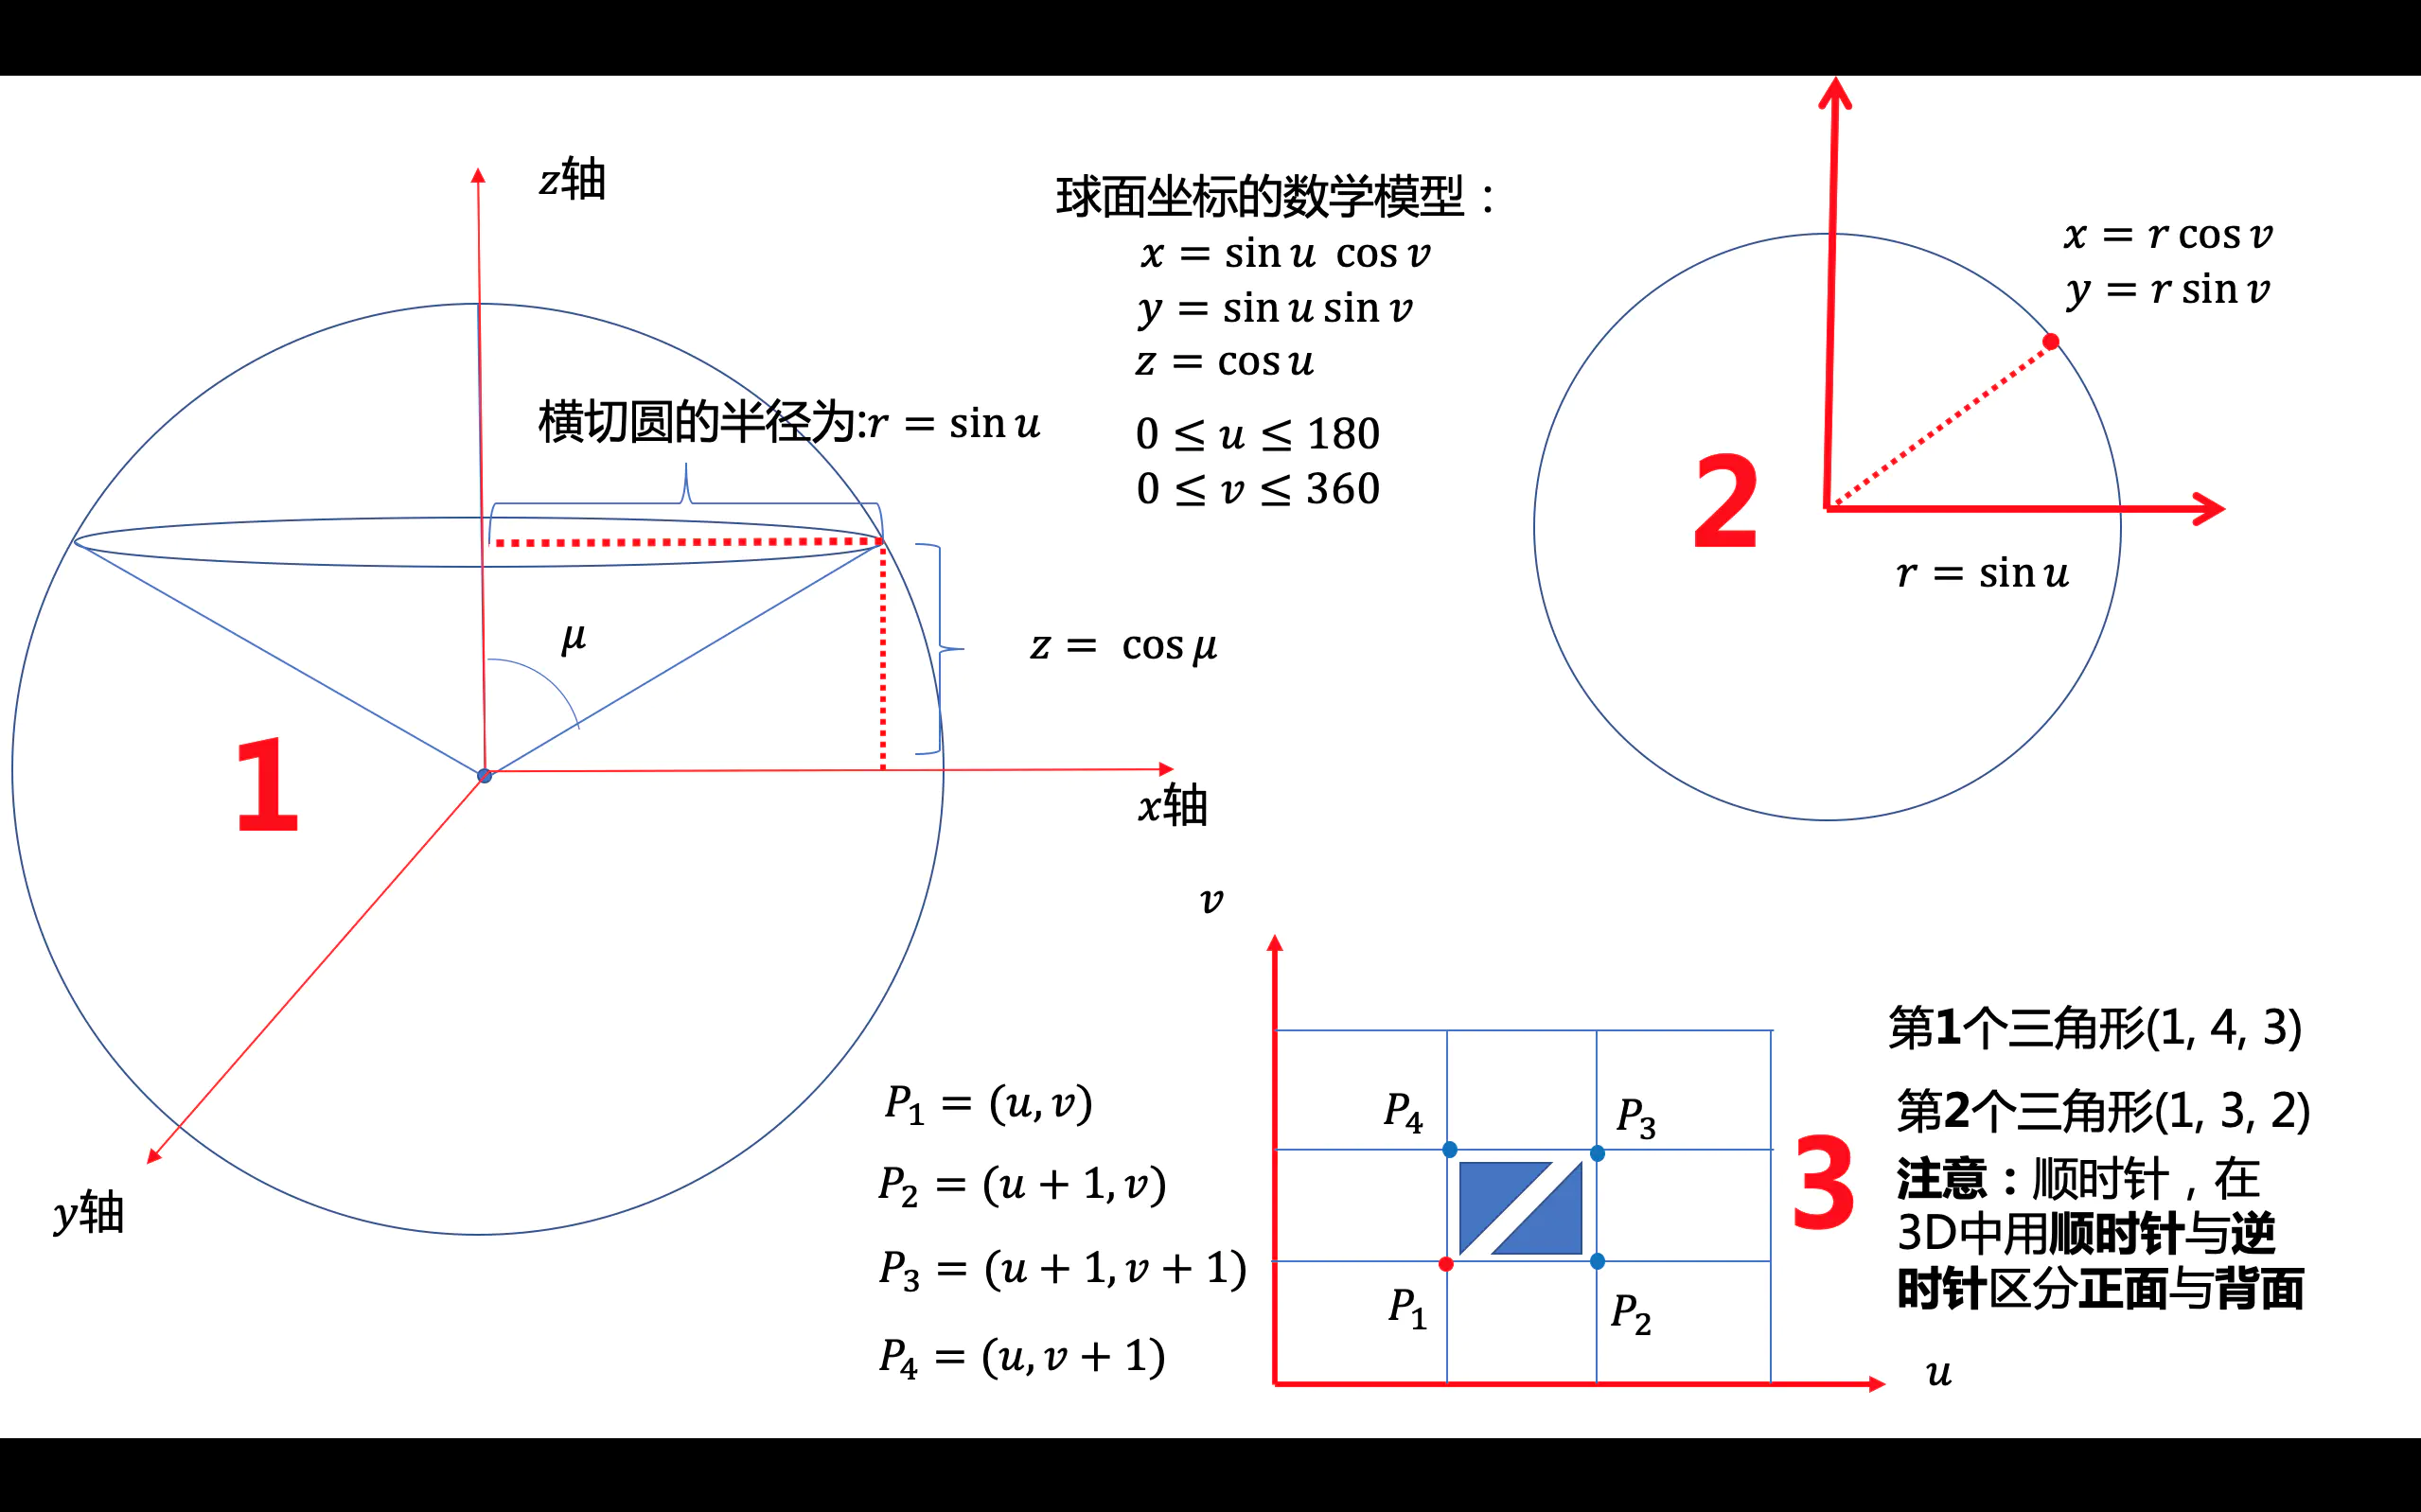 z轴
横切圆的半径为:r = sin u
μ
z = cos μ
1
x轴
y轴
球面坐标的数学模型：
x = sin u cos v
y = sin u sin v
z = cos u
0 ≤ u ≤ 180
0 ≤ v ≤ 360
x = r cos v
y = r sin v
2
r = sin u
P₁ = (u, v)
P₂ = (u + 1, v)
P₃ = (u + 1, v + 1)
P₄ = (u, v + 1)
v
P₄
P₃
P₁
P₂
u
3
第1个三角形(1, 4, 3)
第2个三角形(1, 3, 2)
注意：顺时针，在
3D中用顺时针与逆
时针区分正面与背面